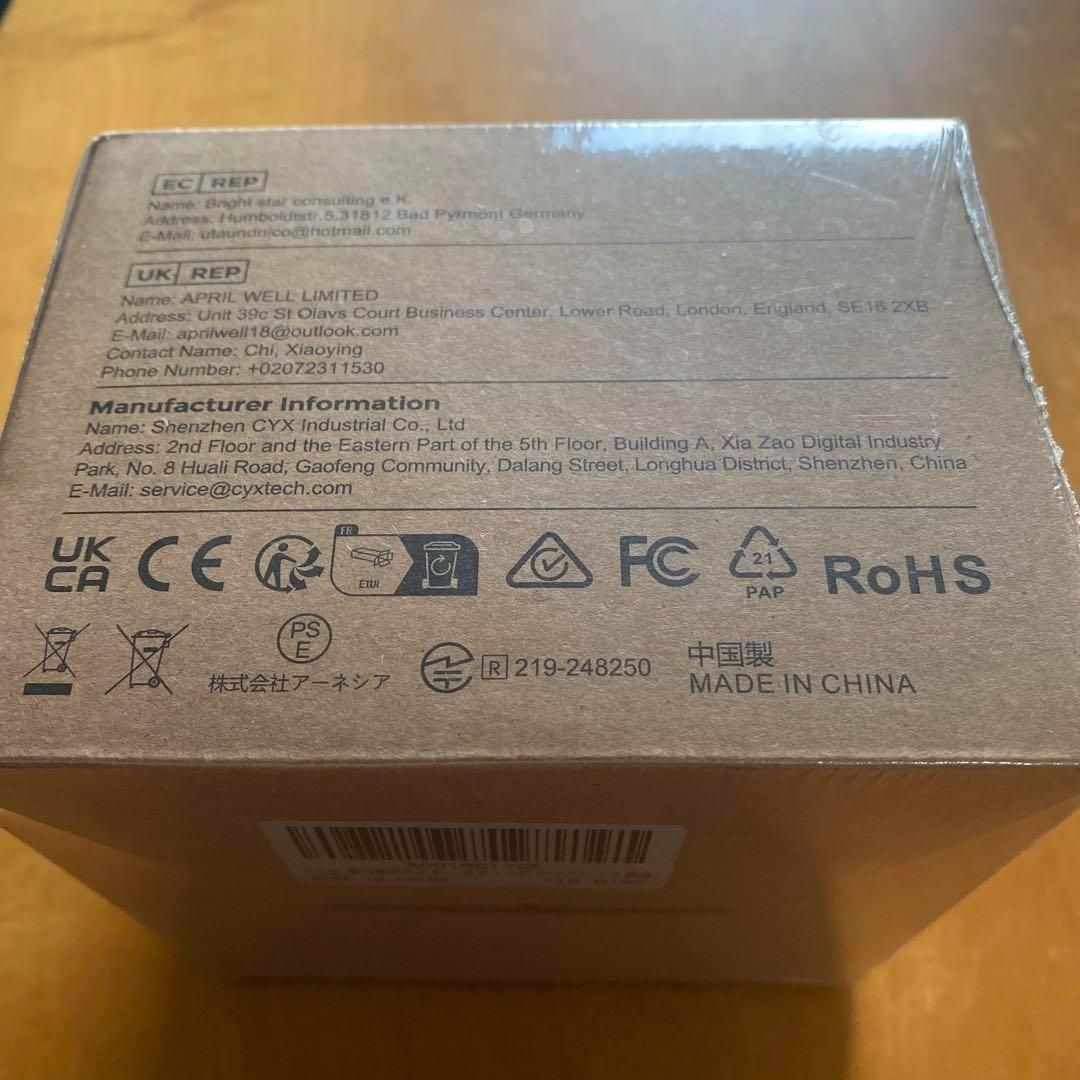 EC REP
Name: Bright star consulting e.K.
Address: Humboldtstr.5,31812 Bad Pyrmont Germany
E-Mail: utaundnico@hotmail.com
UK REP
Name: APRIL WELL LIMITED
Address: Unit 39c St Olavs Court Business Center, Lower Road, London, England, SE16 2XB
E-Mail: aprilwell18@outlook.com
Contact Name: Chi, Xiaoying
Phone Number: +02072311530
Manufacturer Information
Name: Shenzhen CYX Industrial Co., Ltd
Address: 2nd Floor and the Eastern Part of the 5th Floor, Building A, Xia Zao Digital Industry
Park, No. 8 Huali Road, Gaofeng Community, Dalang Street, Longhua District, Shenzhen, China
E-Mail: service@cyxtech.com
UK
CA
CE
FR
ÉTUI
FC
21
PAP
RoHS
PS
E
株式会社アーネシア
R 219-248250
中国製
MADE IN CHINA